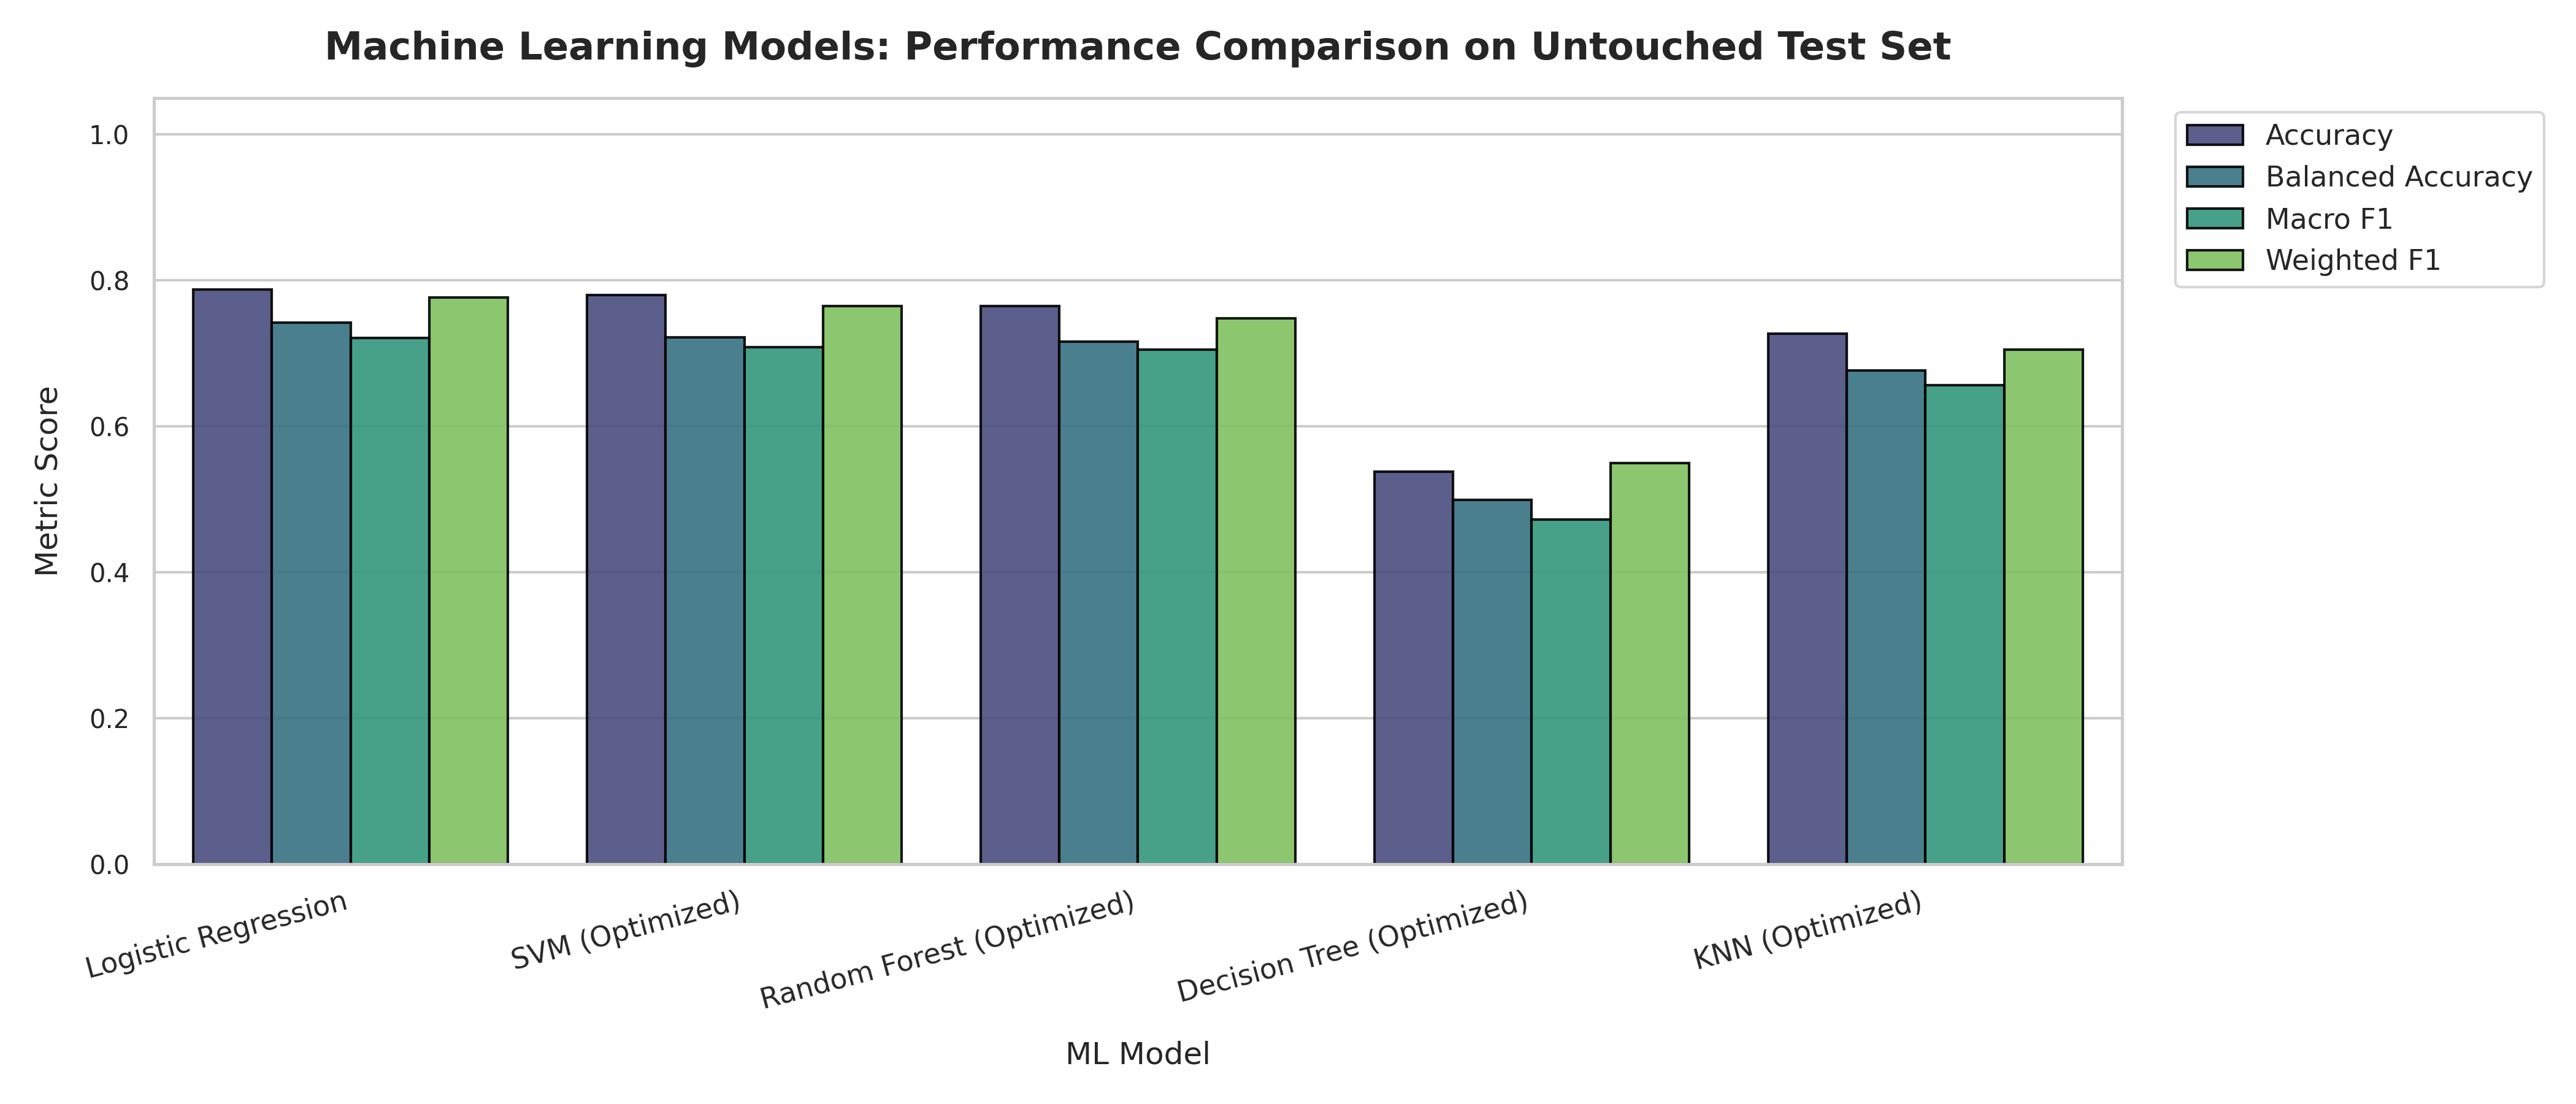 Machine Learning Models: Performance Comparison on Untouched Test Set
Metric Score
1.0
0.8
0.6
0.4
0.2
0.0
Logistic Regression
SVM (Optimized)
Random Forest (Optimized)
Decision Tree (Optimized)
KNN (Optimized)
ML Model
Accuracy
Balanced Accuracy
Macro F1
Weighted F1